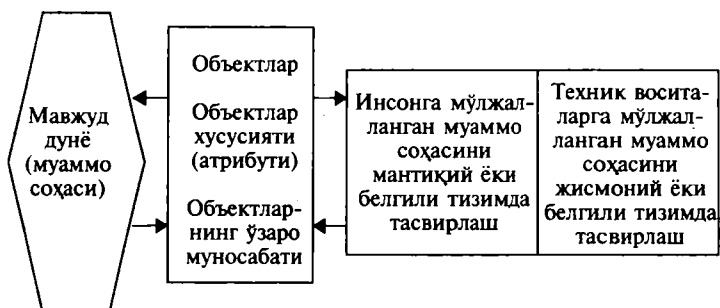 Мавжуд
дунё
(муаммо
соҳаси)
Объектлар
Объектлар
хусусияти
(атрибути)
Объектлар-
нинг ўзаро
муносабати
Инсонга мўлжал-
ланган муаммо
соҳасини
мантиқий ёки
белгили тизимда
тасвирлаш
Техник восита-
ларга мўлжал-
ланган муаммо
соҳасини
жисмоний ёки
белгили тизимда
тасвирлаш